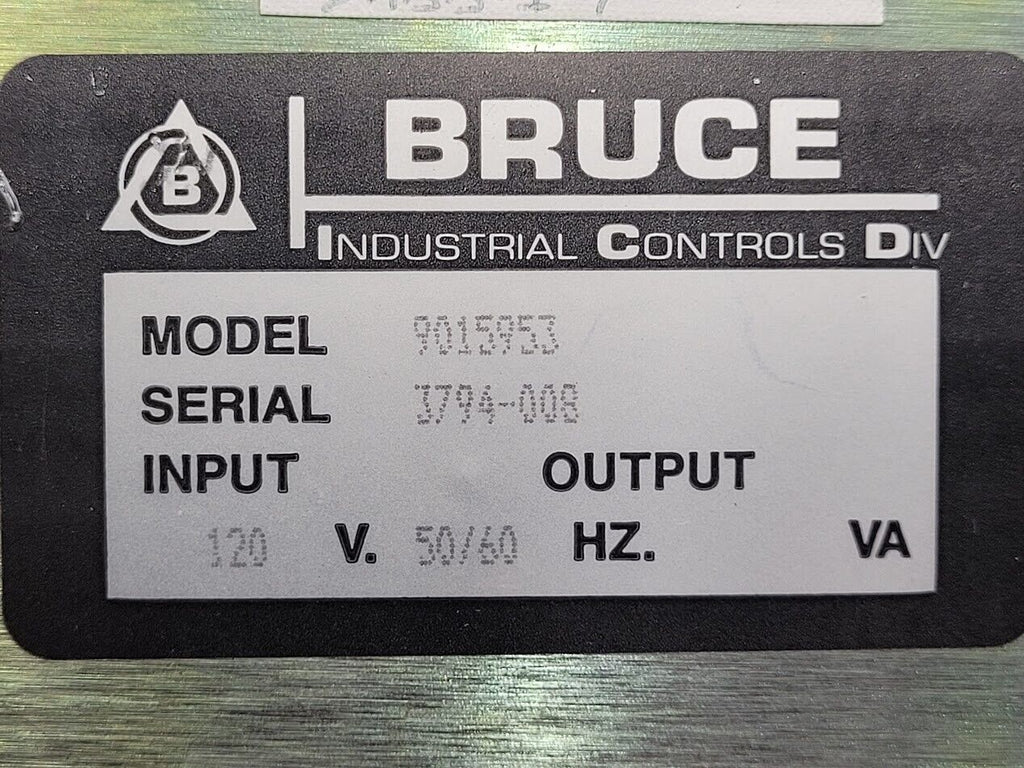 B
BRUCE
INDUSTRIAL CONTROLS DIV
MODEL 9015953
SERIAL 3794-008
INPUT OUTPUT
120 V. 50/60 HZ. VA